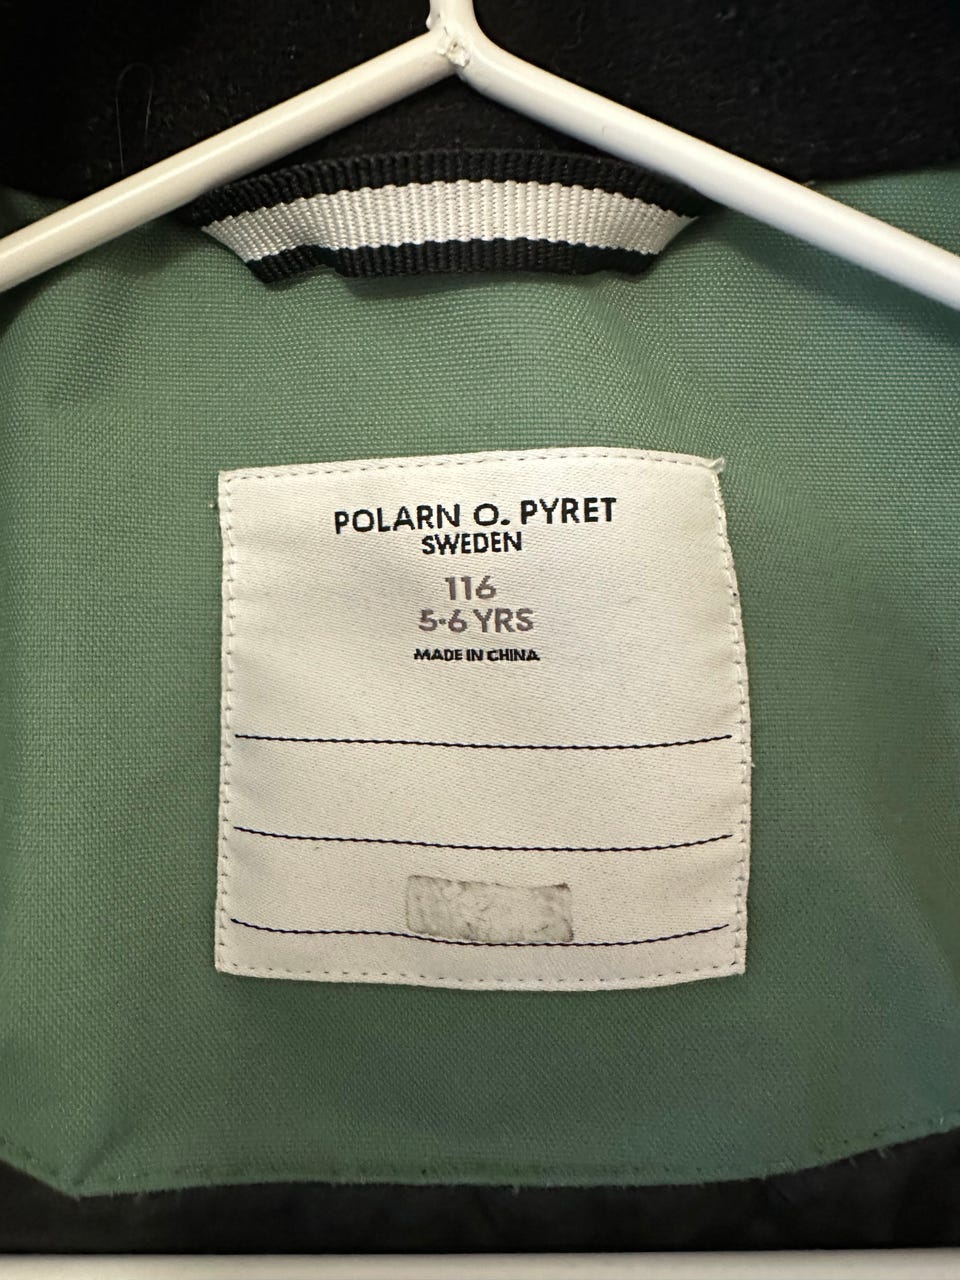 POLARN O. PYRET
SWEDEN
116
5-6 YRS
MADE IN CHINA